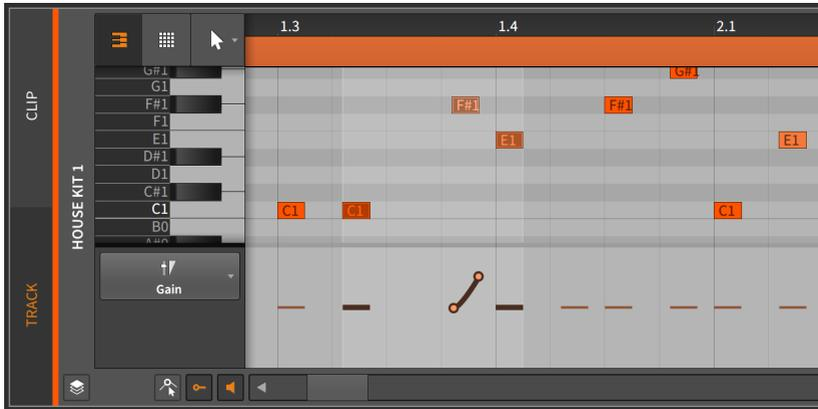 1.3 1.4 2.1
CLIP
TRACK
HOUSE KIT 1
G#1 G#1
G1
F#1 F#1 F#1
F1
E1 E1 E1
D#1
D1
C#1
C1 C1 C1 C1
B0
A#0
Gain